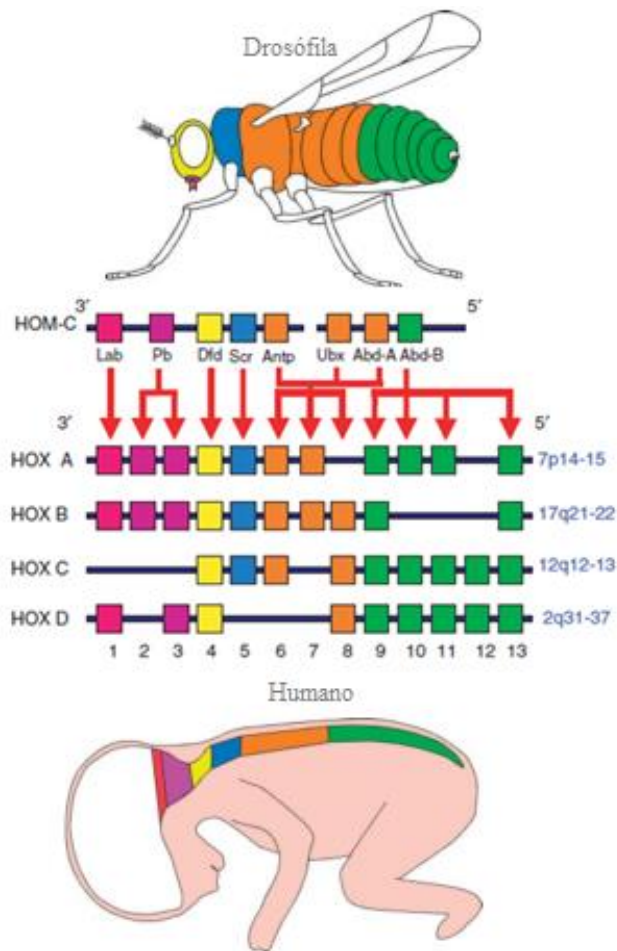 Drosófila
3′ 5′
HOM-C
Lab Pb Dfd Scr Antp Ubx Abd-A Abd-B
3′ 5′
HOX A 7p14-15
HOX B 17q21-22
HOX C 12q12-13
HOX D 2q31-37
1 2 3 4 5 6 7 8 9 10 11 12 13
Humano